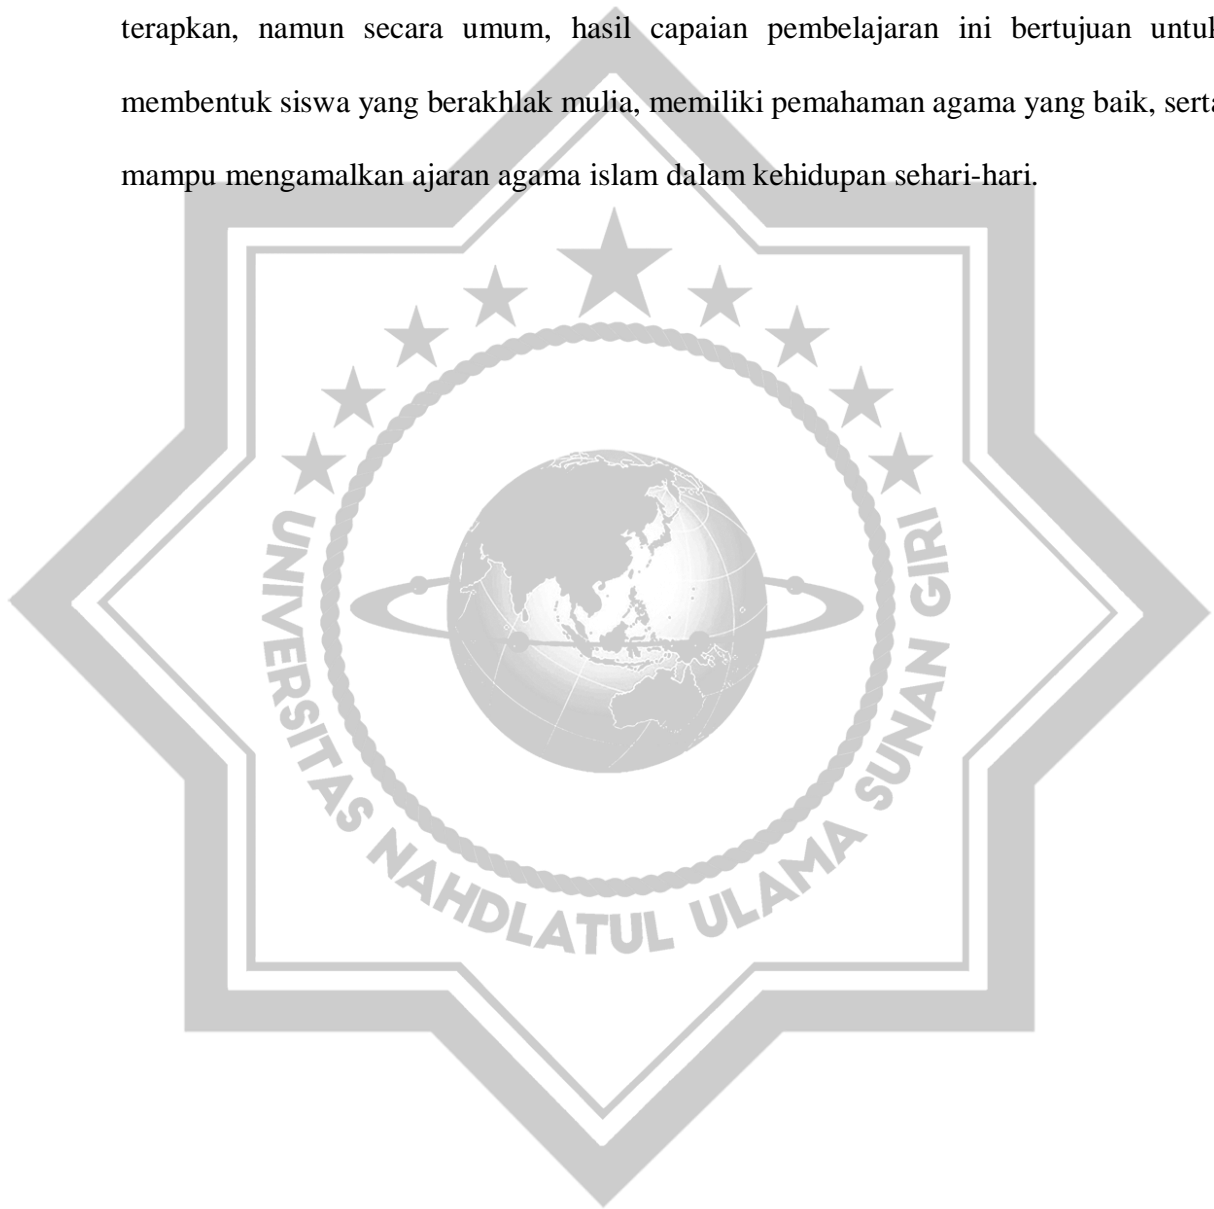 terapkan, namun secara umum, hasil capaian pembelajaran ini bertujuan untuk
membentuk siswa yang berakhlak mulia, memiliki pemahaman agama yang baik, serta
mampu mengamalkan ajaran agama islam dalam kehidupan sehari-hari.
UNIVERSITAS NAHDLATUL ULAMA SUNAN GIRI